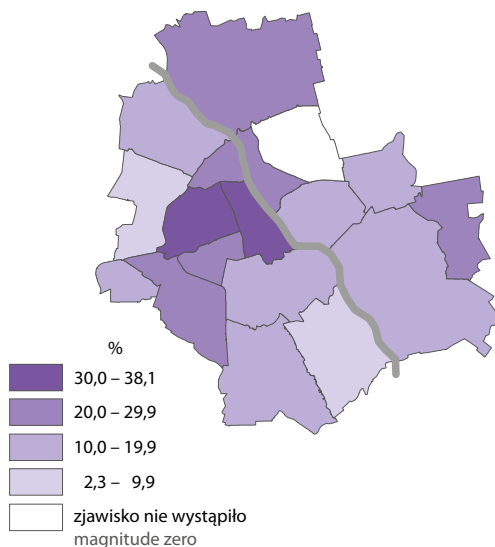 %
30,0 – 38,1
20,0 – 29,9
10,0 – 19,9
2,3 – 9,9
zjawisko nie wystąpiło
magnitude zero